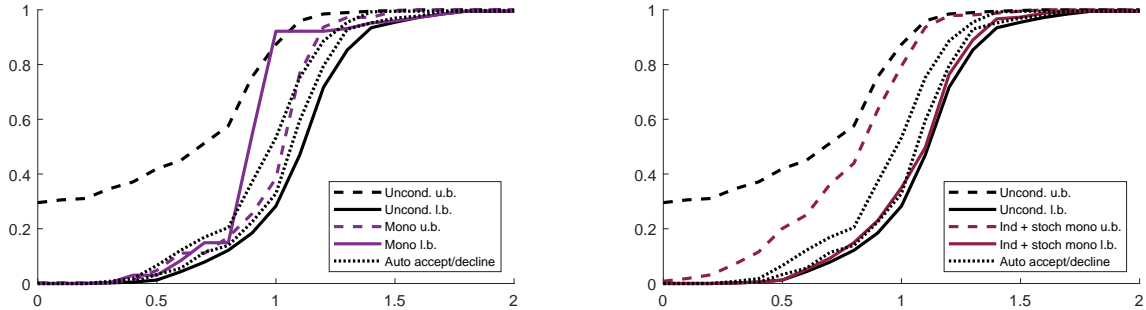 1
0.8
0.6
0.4
0.2
0
0
0.5
1
1.5
2
Uncond. u.b.
Uncond. l.b.
Mono u.b.
Mono l.b.
Auto accept/decline
1
0.8
0.6
0.4
0.2
0
0
0.5
1
1.5
2
Uncond. u.b.
Uncond. l.b.
Ind + stoch mono u.b.
Ind + stoch mono l.b.
Auto accept/decline